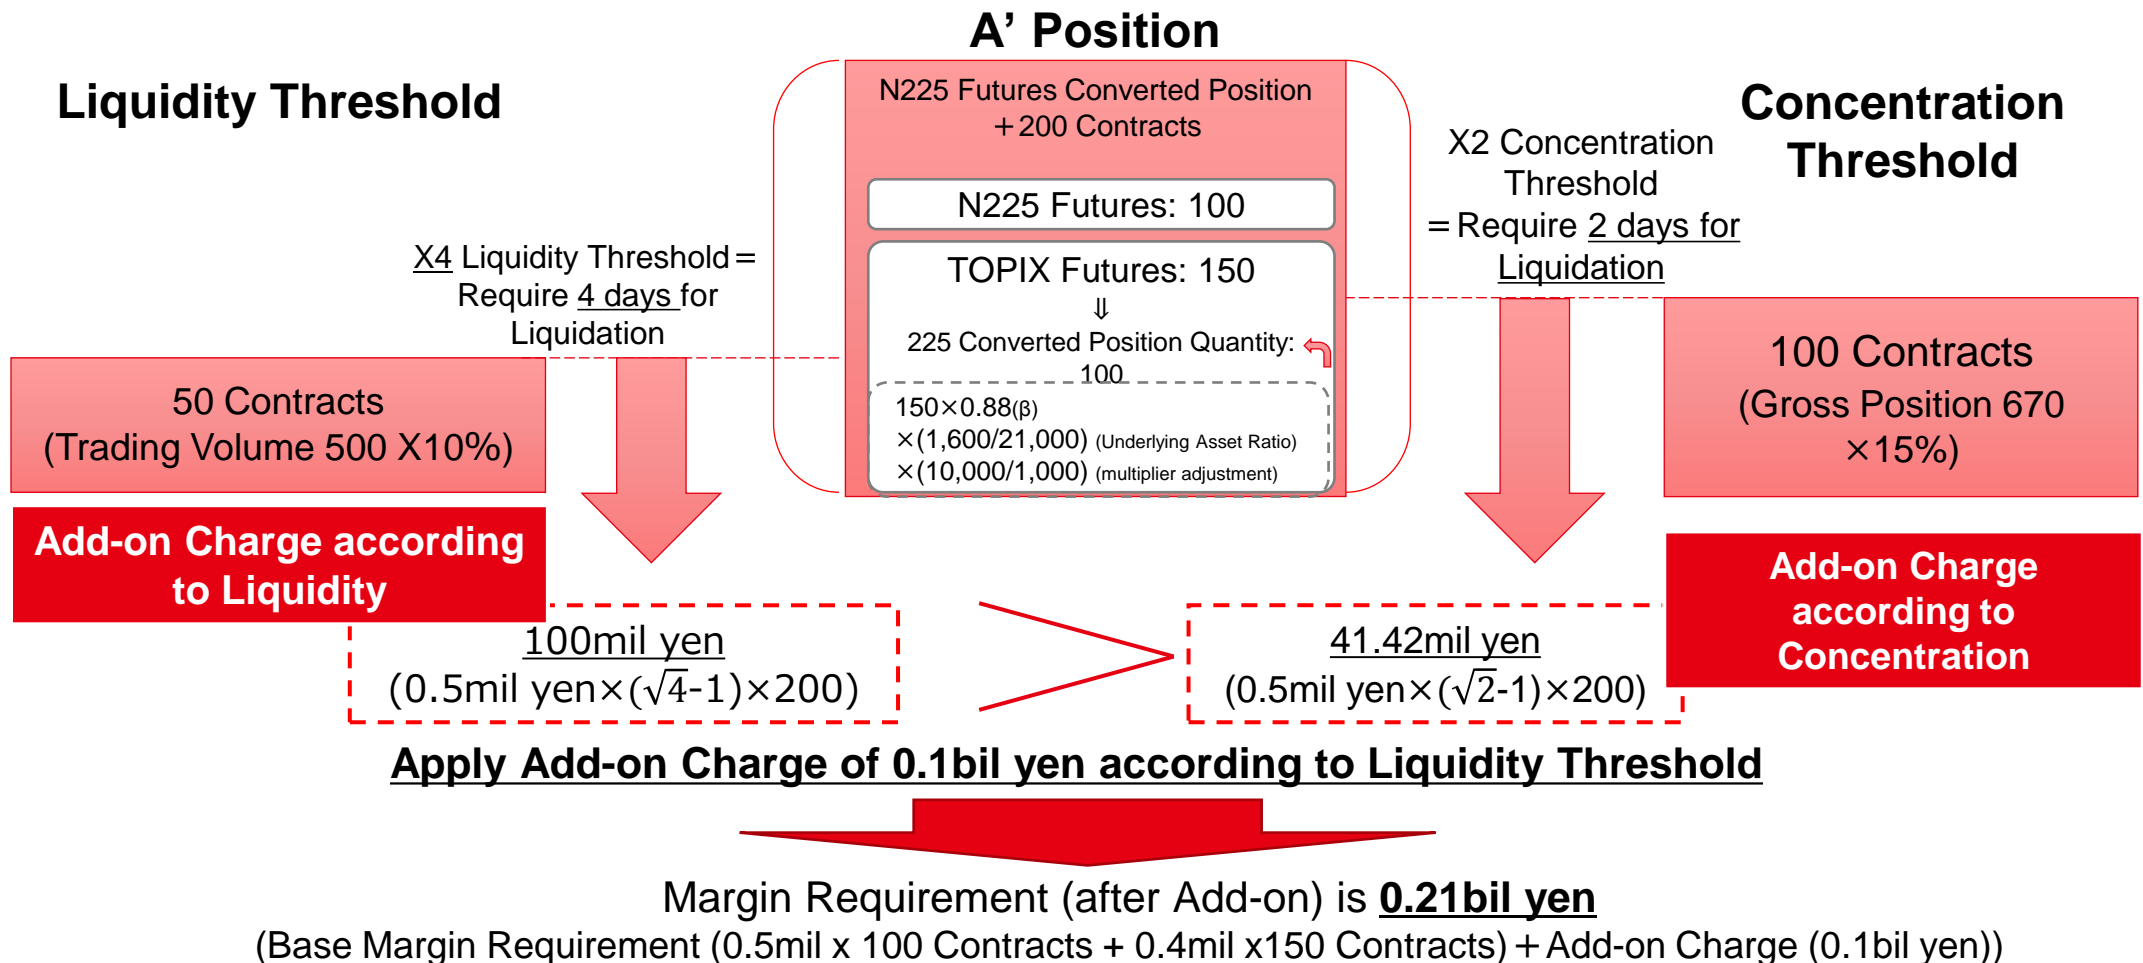 A’ Position
Liquidity Threshold
N225 Futures Converted Position
+200 Contracts
Concentration
Threshold
X2 Concentration
Threshold
=Require 2 days for
Liquidation
N225 Futures: 100
X4 Liquidity Threshold=
Require 4 days for
Liquidation
TOPIX Futures: 150
⇓
225 Converted Position Quantity:
100
150×0.88(β)
×(1,600/21,000) (Underlying Asset Ratio)
×(10,000/1,000) (multiplier adjustment)
50 Contracts
(Trading Volume 500 X10%)
100 Contracts
(Gross Position 670
×15%)
Add-on Charge according
to Liquidity
Add-on Charge
according to
Concentration
100mil yen
(0.5mil yen×(√4-1)×200)
41.42mil yen
(0.5mil yen×(√2-1)×200)
Apply Add-on Charge of 0.1bil yen according to Liquidity Threshold
Margin Requirement (after Add-on) is 0.21bil yen
(Base Margin Requirement (0.5mil x 100 Contracts + 0.4mil x150 Contracts)+Add-on Charge (0.1bil yen))